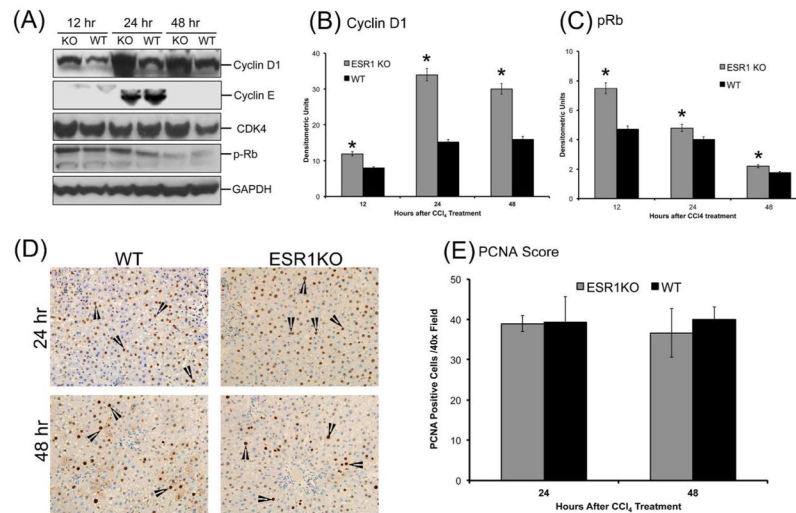 (A)
12 hr 24 hr 48 hr
KO WT KO WT KO WT
Cyclin D1
Cyclin E
CDK4
p-Rb
GAPDH
(B) Cyclin D1
ESR1 KO
WT
Densitometric Units
40
30
20
10
0
* * *
12 24 48
Hours after CCl₄ Treatment
(C) pRb
ESR1 KO
WT
Densitometric Units
10
8
6
4
2
0
* * *
12 24 48
Hours after CCl4 Treatment
(D)
WT ESR1KO
24 hr
48 hr
(E) PCNA Score
ESR1KO WT
PCNA Positive Cells /40x Field
50
40
30
20
10
0
24 48
Hours After CCl₄ Treatment